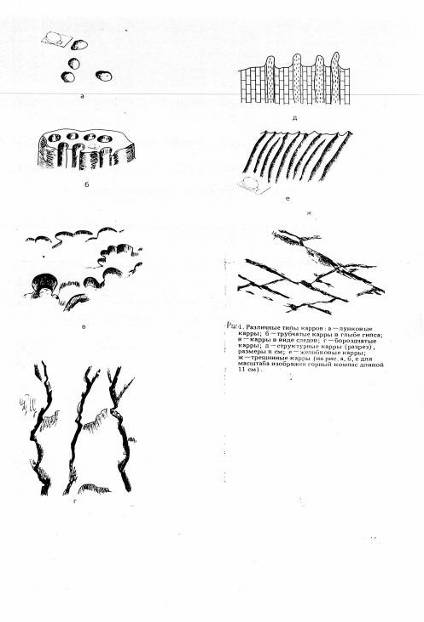 а
д
б
е
ж
в
Рис 1. Различные типы карров: а — лунковые
карры; б — трубчатые карры в глыбе гипса;
в — карры в виде следов; г — бороздчатые
карры; д — структурные карры (разрез),
размеры в см; е — желобковые карры;
ж — трещинные карры (на рис. а, б, е для
масштаба изображен горный компас длиной
11 см).
г